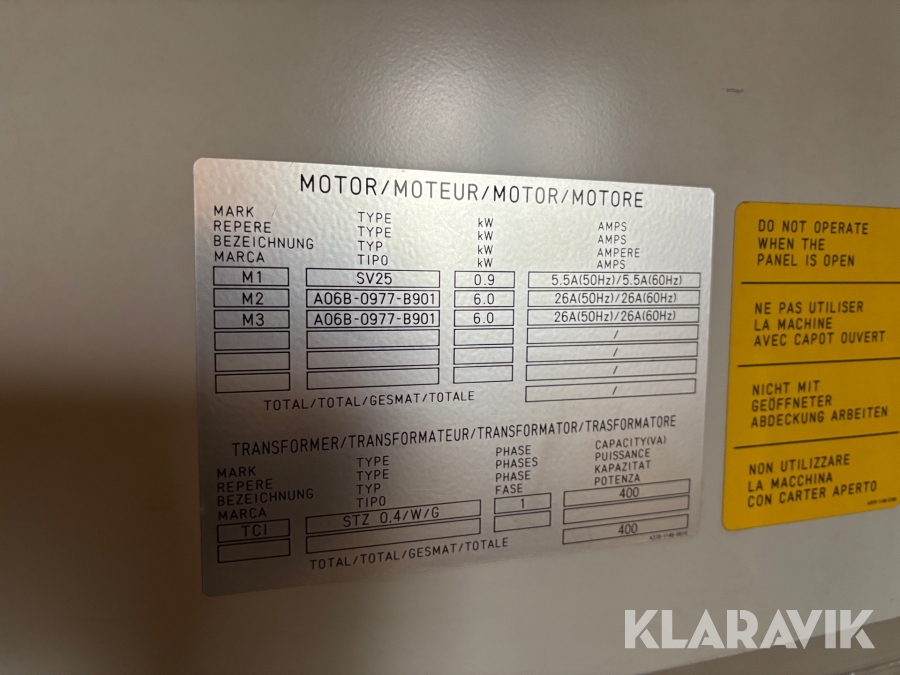 MOTOR/MOTEUR/MOTOR/MOTORE
MARK TYPE kW AMPS
REPERE TYPE kW AMPS
BEZEICHNUNG TYP kW AMPERE
MARCA TIPO kW AMPS
M1 SV25 0.9 5.5A(50Hz)/5.5A(60Hz)
M2 A06B-0977-B901 6.0 26A(50Hz)/26A(60Hz)
M3 A06B-0977-B901 6.0 26A(50Hz)/26A(60Hz)
/
/
/
TOTAL/TOTAL/GESMAT/TOTALE /
TRANSFORMER/TRANSFORMATEUR/TRANSFORMATOR/TRASFORMATORE
MARK TYPE PHASE CAPACITY(VA)
REPERE TYPE PHASES PUISSANCE
BEZEICHNUNG TYP PHASE KAPAZITAT
MARCA TIPO FASE POTENZA
TCI STZ 0,4/W/G 1 400
TOTAL/TOTAL/GESMAT/TOTALE 400
DO NOT OPERATE
WHEN THE
PANEL IS OPEN
NE PAS UTILISER
LA MACHINE
AVEC CAPOT OUVERT
NICHT MIT
GEÖFFNETER
ABDECKUNG ARBEITEN
NON UTILIZZARE
LA MACCHINA
CON CARTER APERTO
KLARAVIK